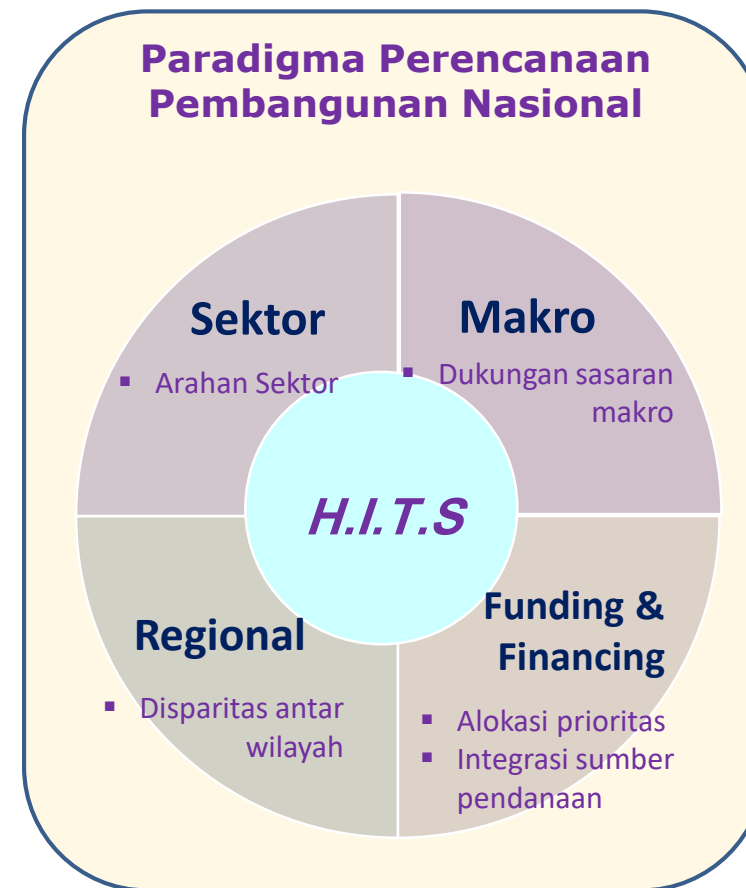 Paradigma Perencanaan
Pembangunan Nasional
Sektor
▪ Arahan Sektor
Makro
▪ Dukungan sasaran
makro
H.I.T.S
Regional
▪ Disparitas antar
wilayah
Funding &
Financing
▪ Alokasi prioritas
▪ Integrasi sumber
pendanaan